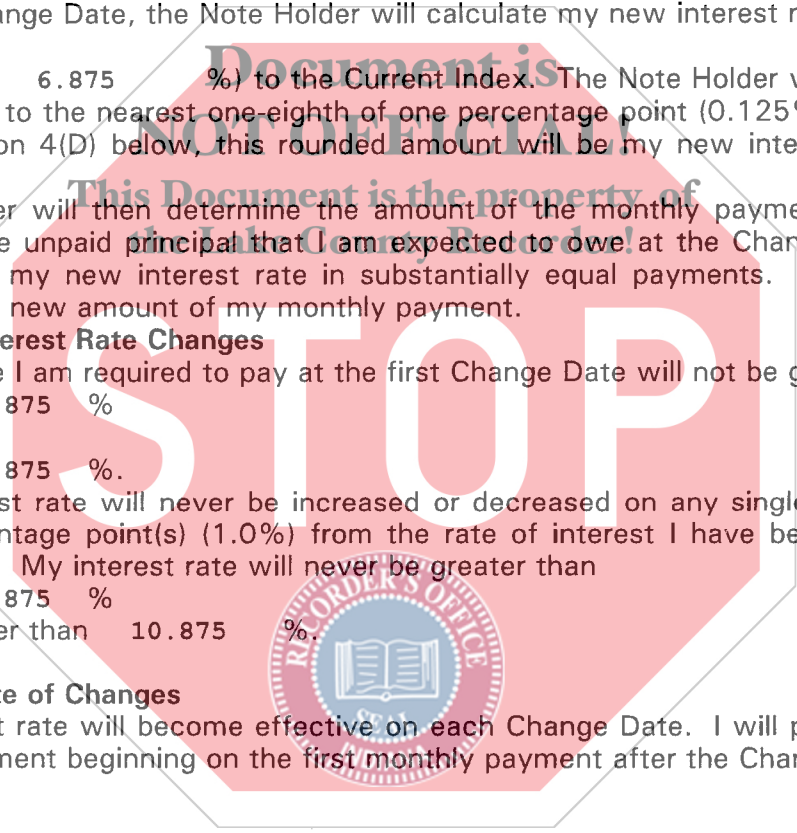 ange Date, the Note Holder will calculate my new interest r
Document is
6.875 %) to the Current Index. The Note Holder v
to the nearest one-eighth of one percentage point (0.125%
NOT OFFICIAL!
on 4(D) below, this rounded amount will be my new inte
This Document is the property of
er will then determine the amount of the monthly payme
the Lake County Recorder!
e unpaid principal that I am expected to owe at the Chan
my new interest rate in substantially equal payments.
new amount of my monthly payment.
erest Rate Changes
e I am required to pay at the first Change Date will not be g
875 %
STOP
875 %.
st rate will never be increased or decreased on any single
ntage point(s) (1.0%) from the rate of interest I have be
My interest rate will never be greater than
875 %
er than 10.875 %.
RECORDER'S OFFICE
SEAL
INDIANA
te of Changes
t rate will become effective on each Change Date. I will p
ment beginning on the first monthly payment after the Chan